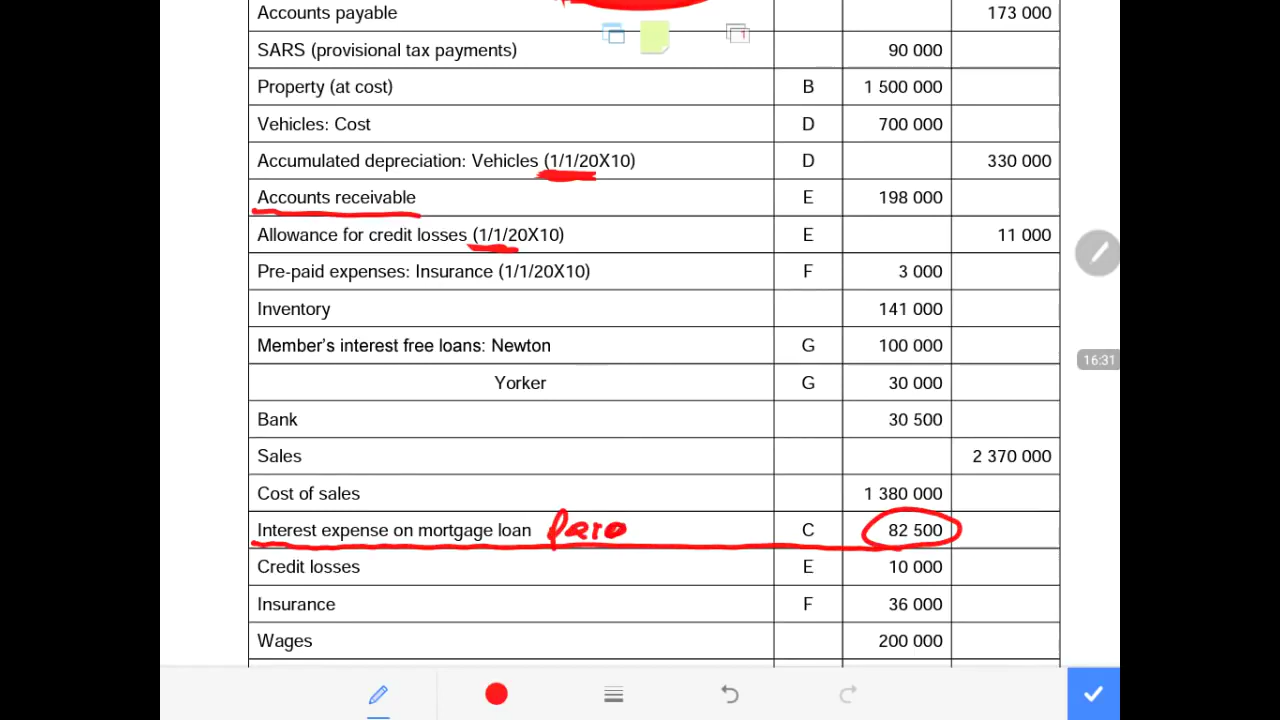 Accounts payable 173 000
SARS (provisional tax payments) 90 000
Property (at cost) B 1 500 000
Vehicles: Cost D 700 000
Accumulated depreciation: Vehicles (1/1/20X10) D 330 000
Accounts receivable E 198 000
Allowance for credit losses (1/1/20X10) E 11 000
Pre-paid expenses: Insurance (1/1/20X10) F 3 000
Inventory 141 000
Member's interest free loans: Newton G 100 000
Yorker G 30 000
Bank 30 500
Sales 2 370 000
Cost of sales 1 380 000
Interest expense on mortgage loan C 82 500
Credit losses E 10 000
Insurance F 36 000
Wages 200 000
16:31
1